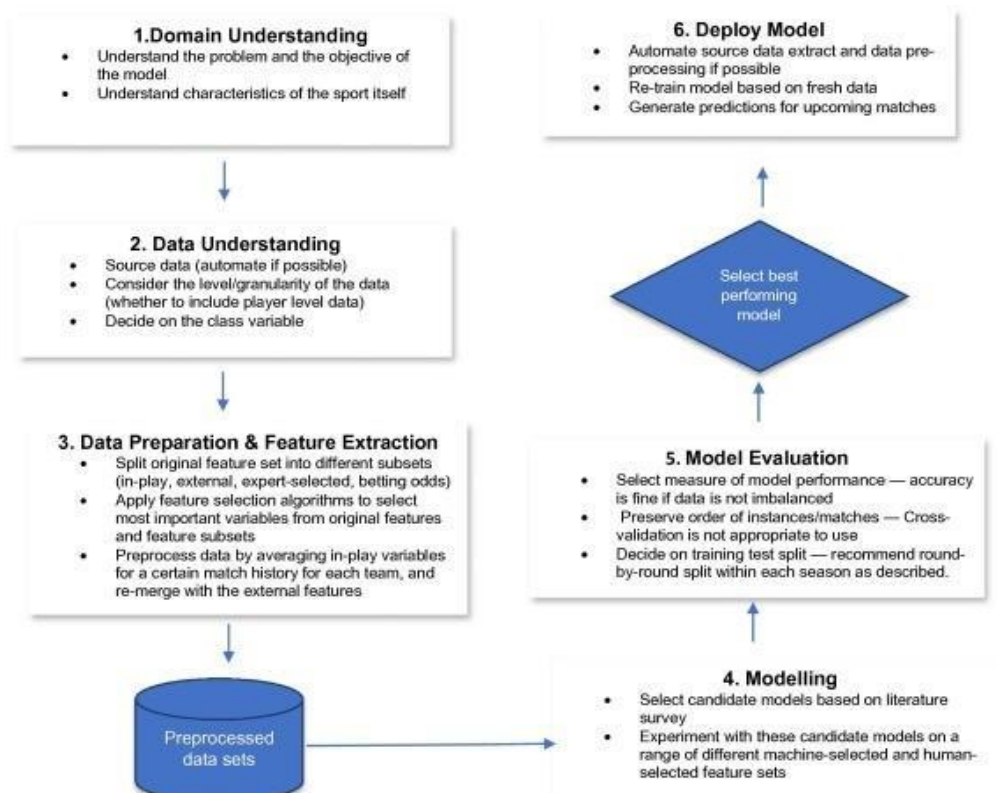 1.Domain Understanding
• Understand the problem and the objective of
the model
• Understand characteristics of the sport itself
2. Data Understanding
• Source data (automate if possible)
• Consider the level/granularity of the data
(whether to include player level data)
• Decide on the class variable
3. Data Preparation & Feature Extraction
• Split original feature set into different subsets
(in-play, external, expert-selected, betting odds)
• Apply feature selection algorithms to select
most important variables from original features
and feature subsets
• Preprocess data by averaging in-play variables
for a certain match history for each team, and
re-merge with the external features
Preprocessed
data sets
4. Modelling
• Select candidate models based on literature
survey
• Experiment with these candidate models on a
range of different machine-selected and human-
selected feature sets
5. Model Evaluation
• Select measure of model performance — accuracy
is fine if data is not imbalanced
• Preserve order of instances/matches — Cross-
validation is not appropriate to use
• Decide on training test split — recommend round-
by-round split within each season as described.
Select best
performing
model
6. Deploy Model
• Automate source data extract and data pre-
processing if possible
• Re-train model based on fresh data
• Generate predictions for upcoming matches